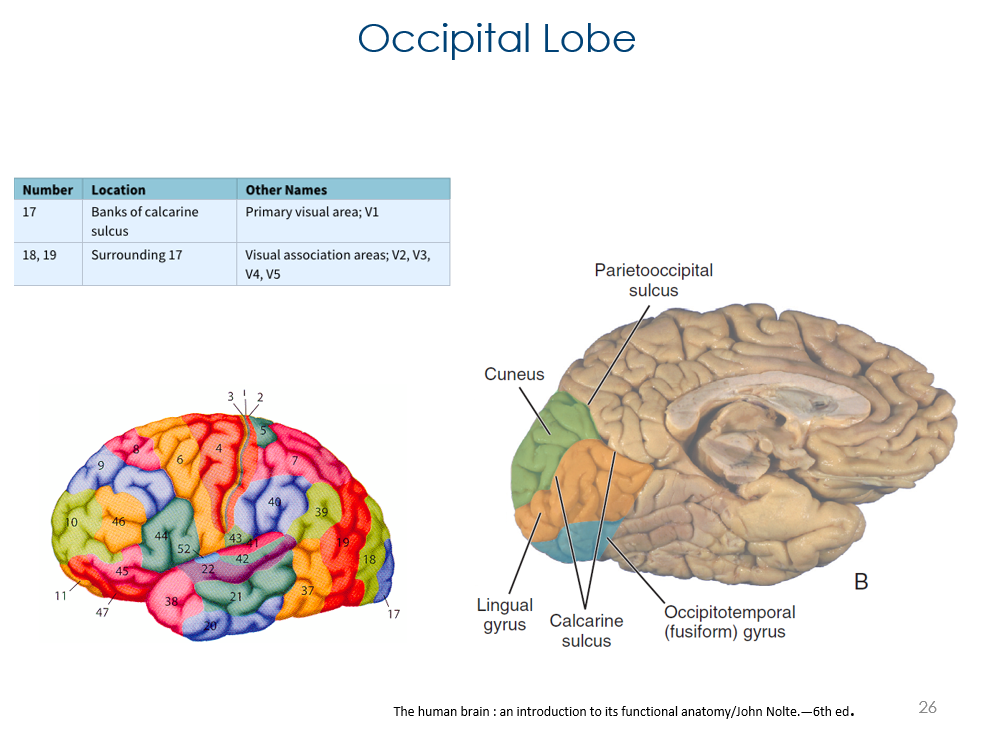 Occipital Lobe
Number Location Other Names
17 Banks of calcarine Primary visual area; V1
sulcus
18, 19 Surrounding 17 Visual association areas; V2, V3,
V4, V5
Parietooccipital
sulcus
Cuneus
3 1 2
5
8 6 4 7
9
40
10 46 39
44 43 41 19
52 42 18
22
45 21 37
11 38
47 17
20
B
Lingual
gyrus
Calcarine
sulcus
Occipitotemporal
(fusiform) gyrus
The human brain : an introduction to its functional anatomy/John Nolte.—6th ed.
26